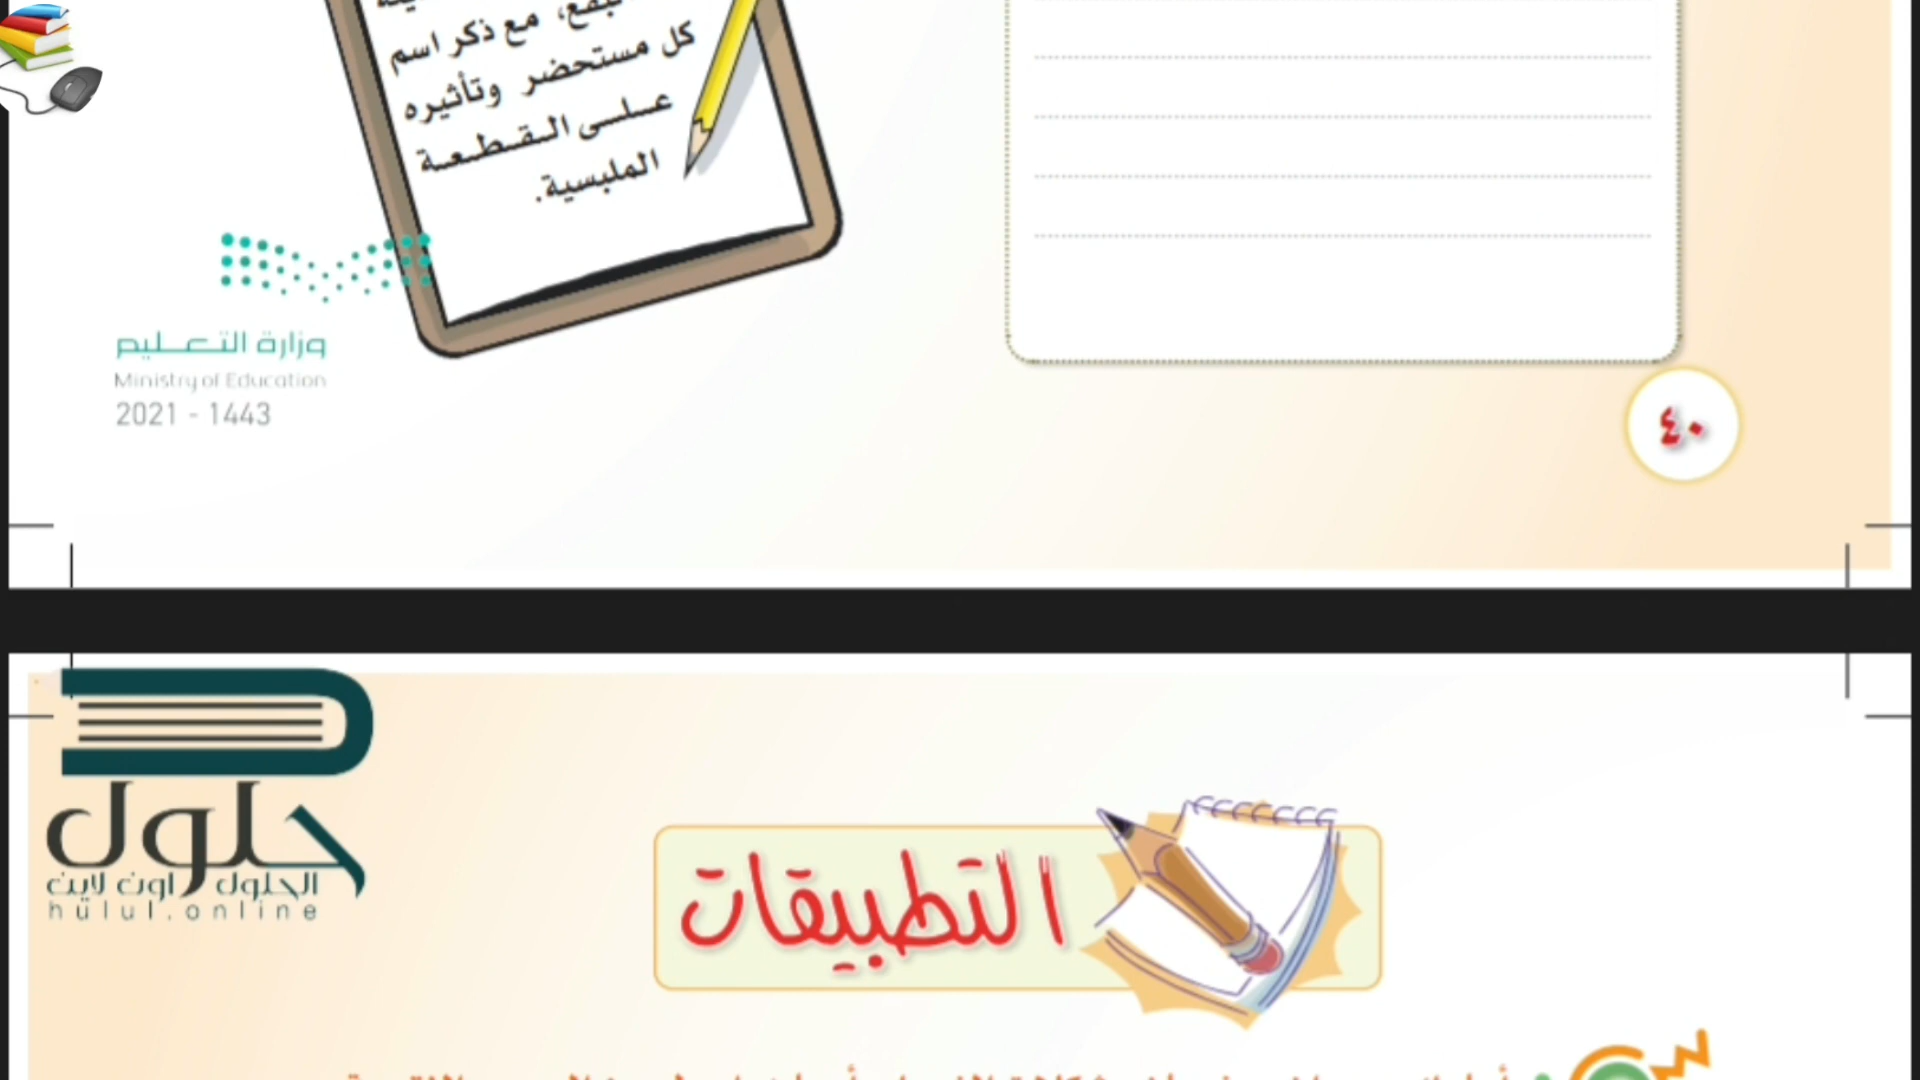 البقع، مع ذكر اسم
كل مستحضر وتأثيره
على القطعة
الملبسية.
وزارة التعليم
Ministry of Education
2021 - 1443
٤٠
حلول
الحلول اون لاين
hulul.online
التطبيقات